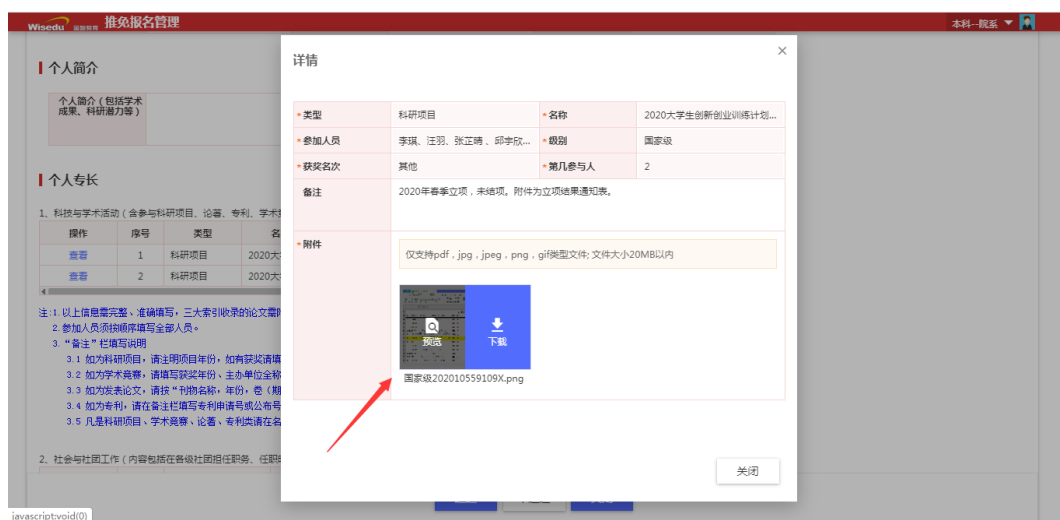 Wisedu 推免报名管理
本科--院系
个人简介
个人简介（包括学术
成果、科研潜力等）
个人专长
1、科技与学术活动（含参与科研项目、论著、专利、学术
操作 序号 类型 名
查看 1 科研项目 2020大
查看 2 科研项目 2020大
注:1.以上信息需完整、准确填写，三大索引收录的论文需
2.参加人员须按顺序填写全部人员。
3.“备注”栏填写说明
3.1 如为科研项目，请注明项目年份，如有获奖请填
3.2 如为学术竞赛，请填写获奖年份、主办单位全称
3.3 如为发表论文，请按“刊物名称，年份，卷（期
3.4 如为专利，请在备注栏填写专利申请号或公布号
3.5 凡是科研项目、学术竞赛、论著、专利类请在名
2、社会与社团工作（内容包括在各级社团担任职务、任职
详情
×
*类型 科研项目 *名称 2020大学生创新创业训练计划...
*参加人员 李琪、汪羽、张芷晴、邱宇欣... *级别 国家级
*获奖名次 其他 *第几参与人 2
备注 2020年春季立项，未结项。附件为立项结果通知表。
*附件
仅支持pdf，jpg，jpeg，png，gif类型文件; 文件大小20MB以内
预览 下载
国家级202010559109X.png
关闭
javascript:void(0)